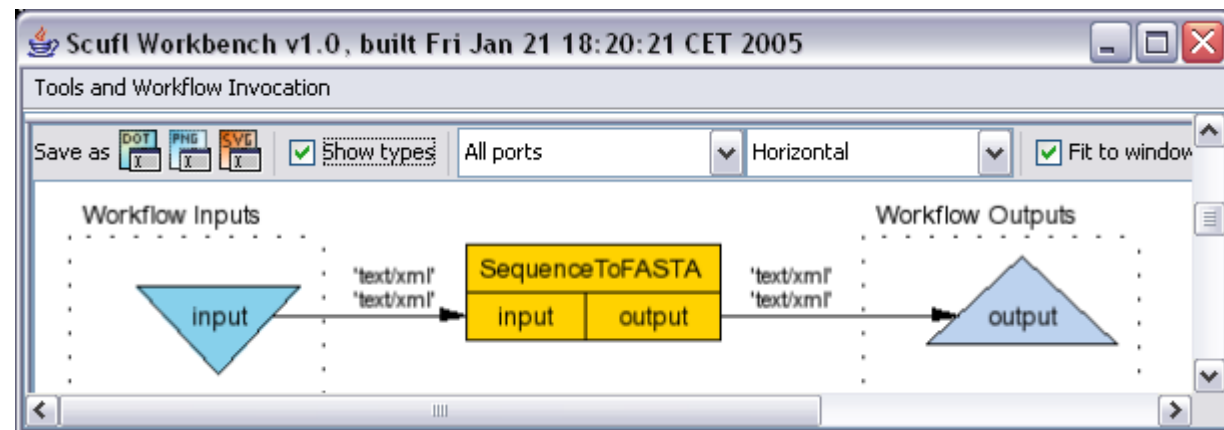 Scufl Workbench v1.0, built Fri Jan 21 18:20:21 CET 2005
Tools and Workflow Invocation
Save as DOT PNG SVG Show types All ports Horizontal Fit to window
Workflow Inputs
Workflow Outputs
input
'text/xml'
'text/xml'
SequenceToFASTA
input output
'text/xml'
'text/xml'
output